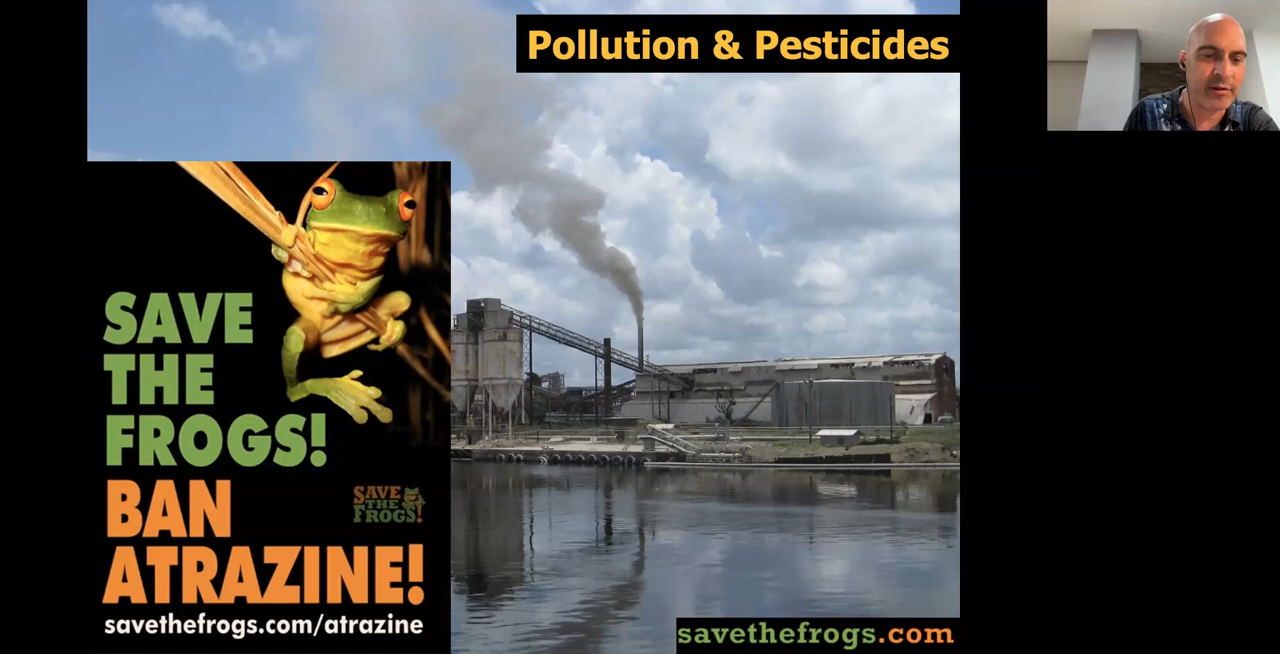 Pollution & Pesticides
SAVE
THE
FROGS!
BAN
ATRAZINE!
savethefrogs.com/atrazine
SAVE
THE
FROGS!
savethefrogs.com